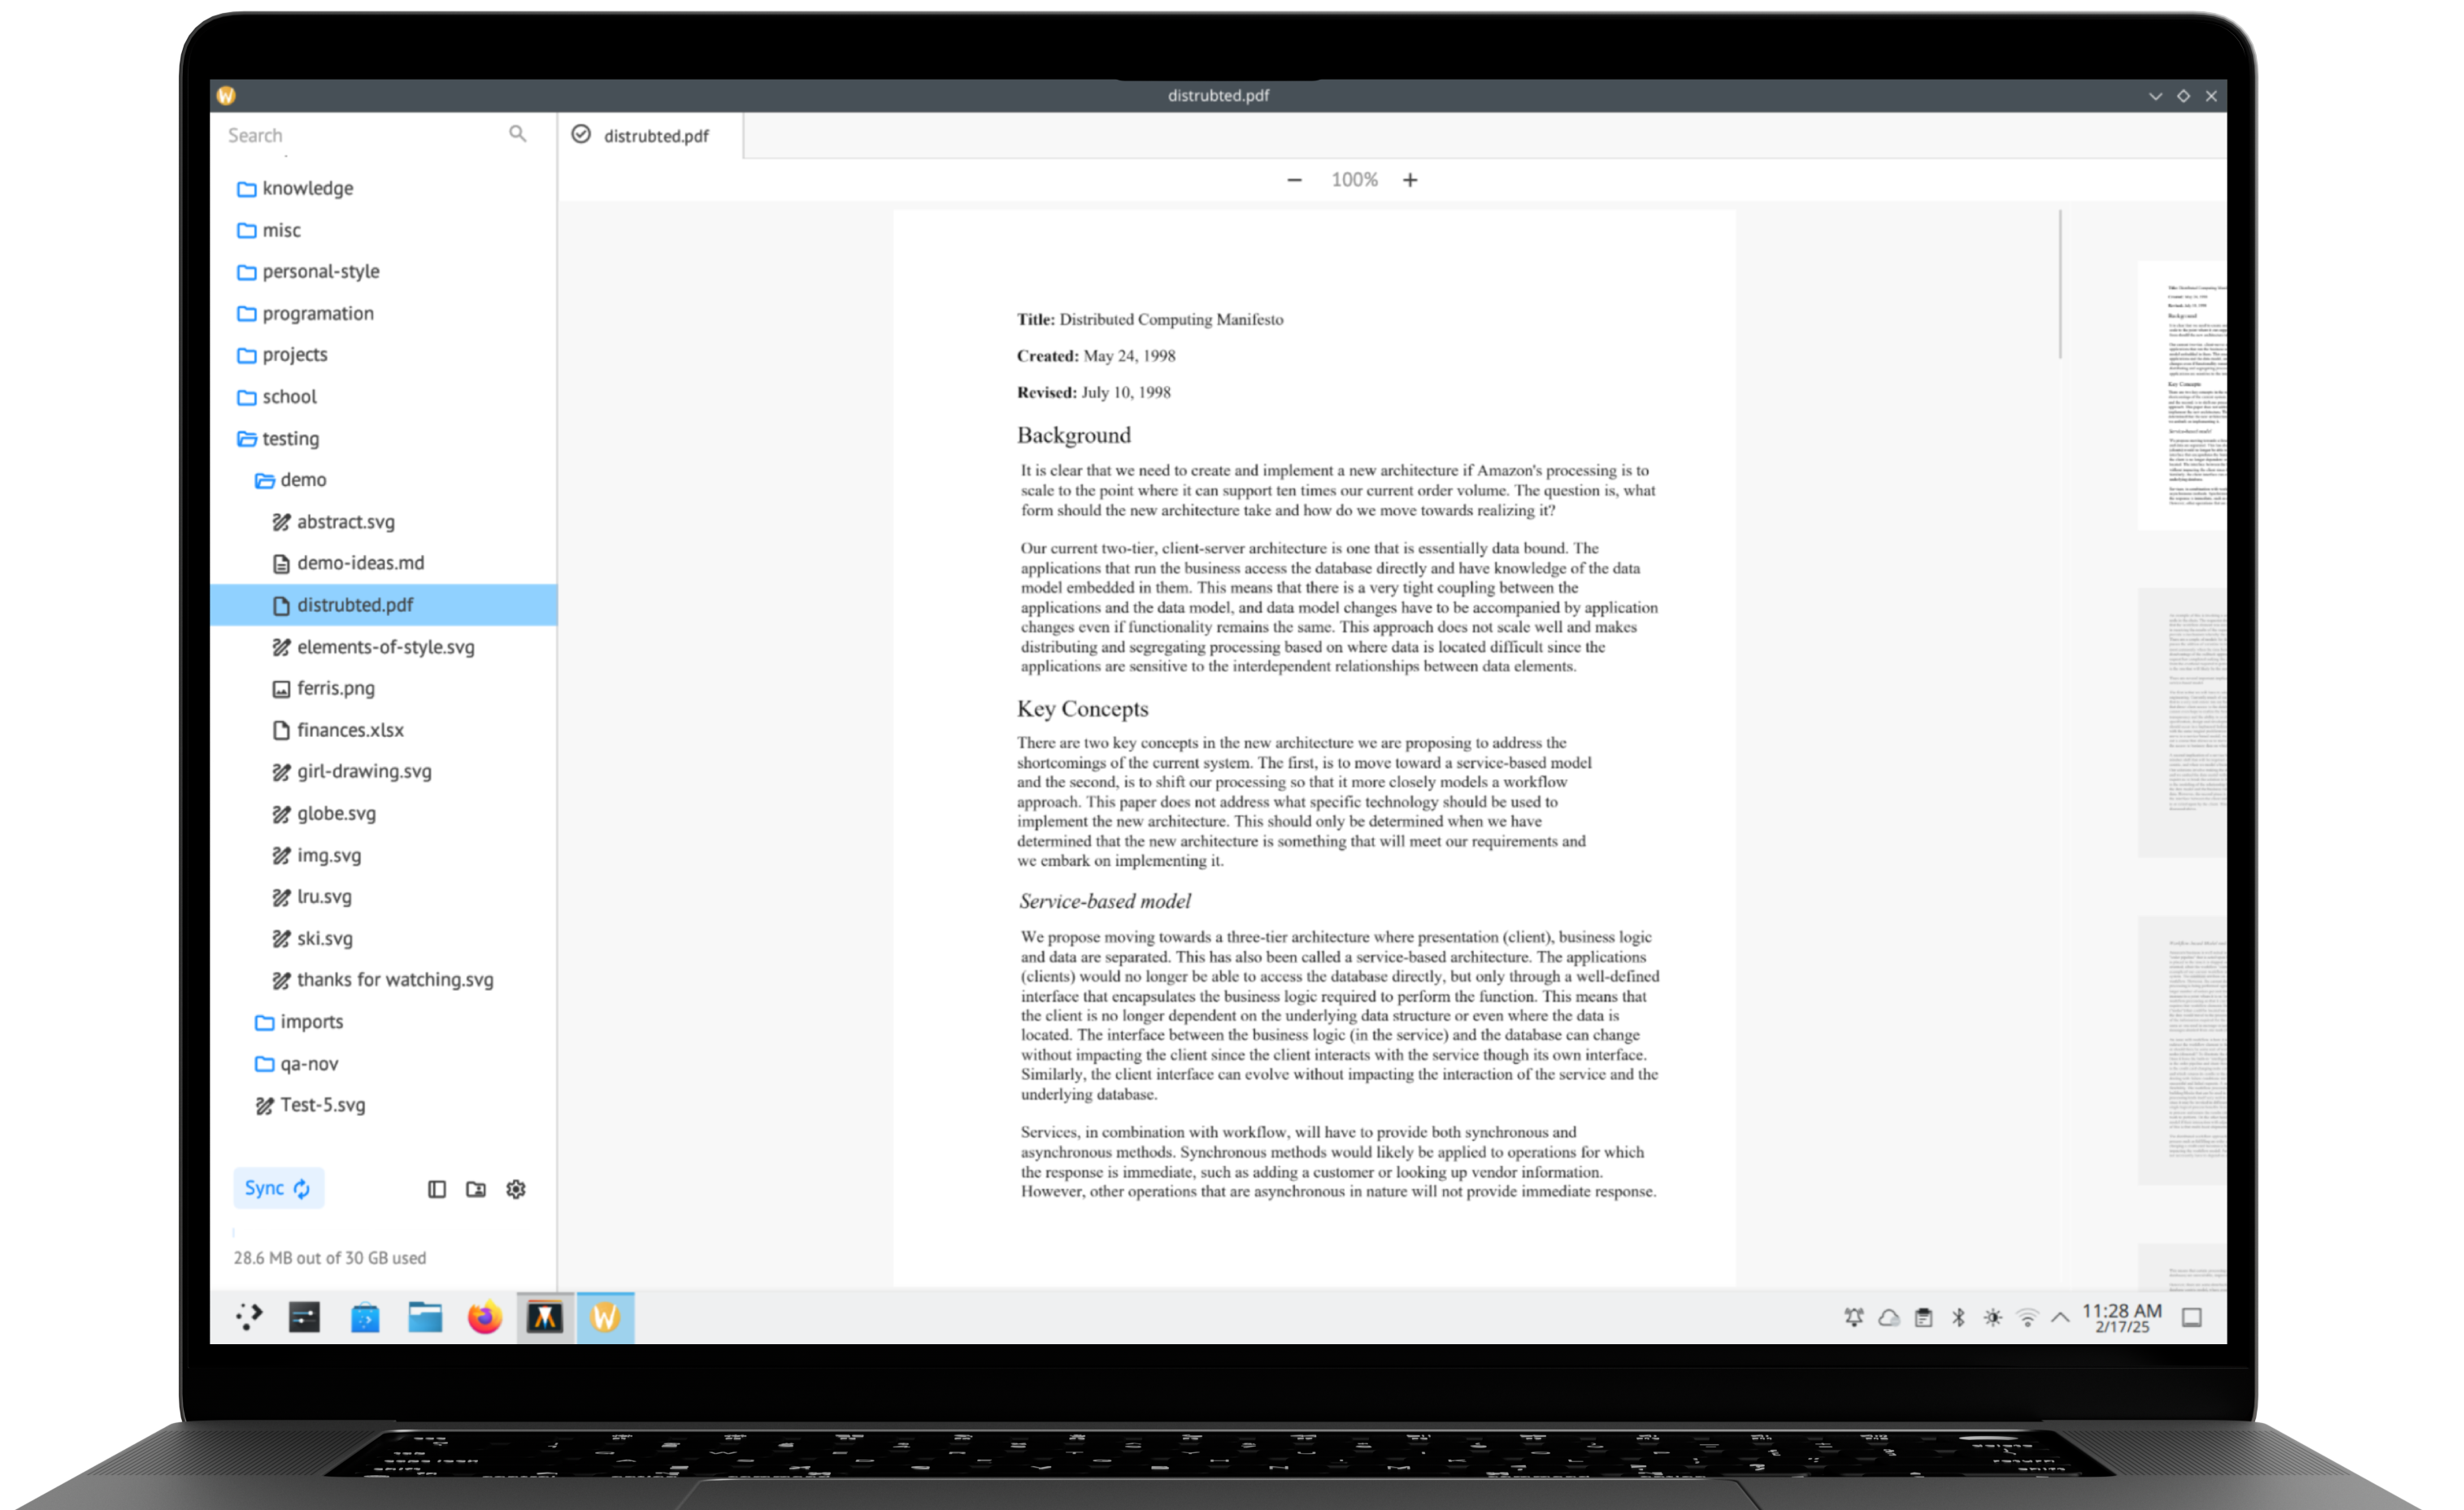 distrubted.pdf
Search
distrubted.pdf
100%
knowledge
misc
personal-style
programation
projects
school
testing
demo
abstract.svg
demo-ideas.md
distrubted.pdf
elements-of-style.svg
ferris.png
finances.xlsx
girl-drawing.svg
globe.svg
img.svg
lru.svg
ski.svg
thanks for watching.svg
imports
qa-nov
Test-5.svg
Sync
28.6 MB out of 30 GB used
Title: Distributed Computing Manifesto
Created: May 24, 1998
Revised: July 10, 1998
Background
It is clear that we need to create and implement a new architecture if Amazon's processing is to
scale to the point where it can support ten times our current order volume. The question is, what
form should the new architecture take and how do we move towards realizing it?
Our current two-tier, client-server architecture is one that is essentially data bound. The
applications that run the business access the database directly and have knowledge of the data
model embedded in them. This means that there is a very tight coupling between the
applications and the data model, and data model changes have to be accompanied by application
changes even if functionality remains the same. This approach does not scale well and makes
distributing and segregating processing based on where data is located difficult since the
applications are sensitive to the interdependent relationships between data elements.
Key Concepts
There are two key concepts in the new architecture we are proposing to address the
shortcomings of the current system. The first, is to move toward a service-based model
and the second, is to shift our processing so that it more closely models a workflow
approach. This paper does not address what specific technology should be used to
implement the new architecture. This should only be determined when we have
determined that the new architecture is something that will meet our requirements and
we embark on implementing it.
Service-based model
We propose moving towards a three-tier architecture where presentation (client), business logic
and data are separated. This has also been called a service-based architecture. The applications
(clients) would no longer be able to access the database directly, but only through a well-defined
interface that encapsulates the business logic required to perform the function. This means that
the client is no longer dependent on the underlying data structure or even where the data is
located. The interface between the business logic (in the service) and the database can change
without impacting the client since the client interacts with the service though its own interface.
Similarly, the client interface can evolve without impacting the interaction of the service and the
underlying database.
Services, in combination with workflow, will have to provide both synchronous and
asynchronous methods. Synchronous methods would likely be applied to operations for which
the response is immediate, such as adding a customer or looking up vendor information.
However, other operations that are asynchronous in nature will not provide immediate response.
11:28 AM
2/17/25